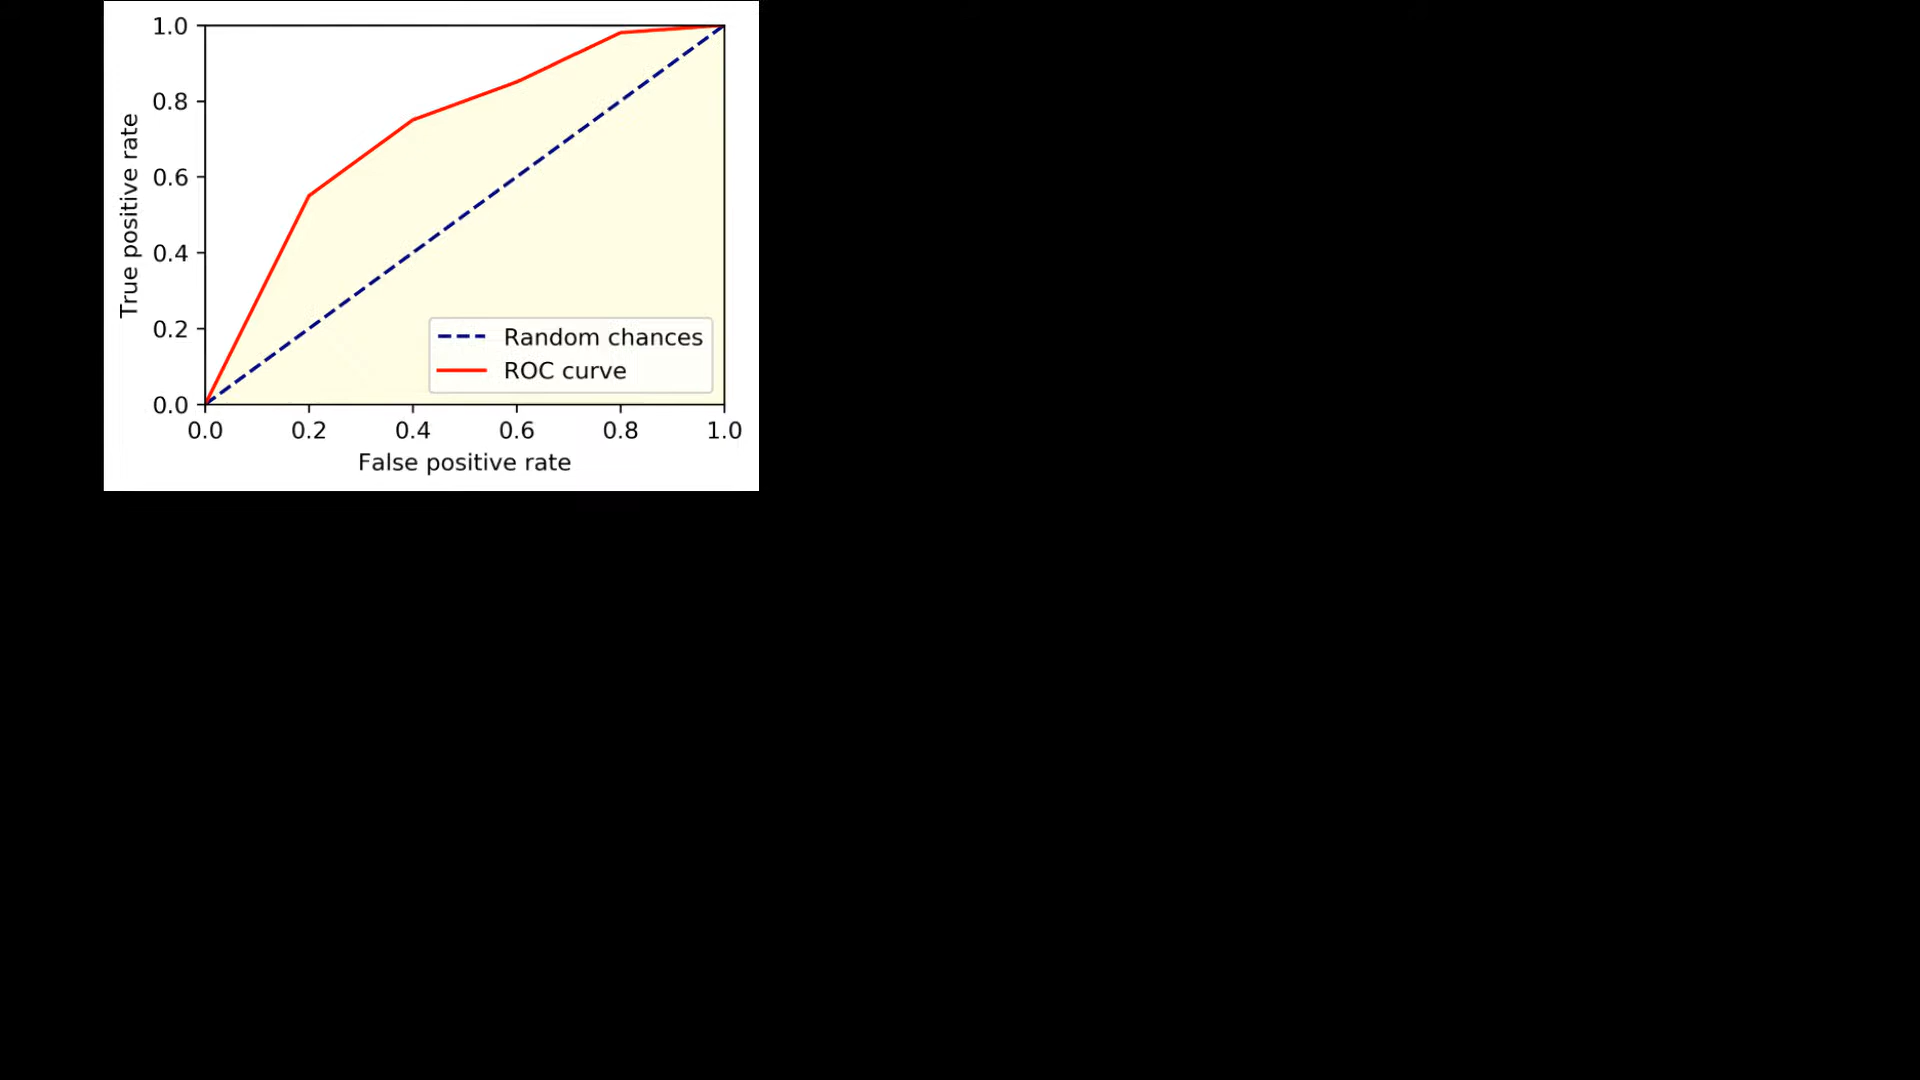 1.0
0.8
0.6
0.4
0.2
0.0
True positive rate
Random chances
ROC curve
0.0 0.2 0.4 0.6 0.8 1.0
False positive rate